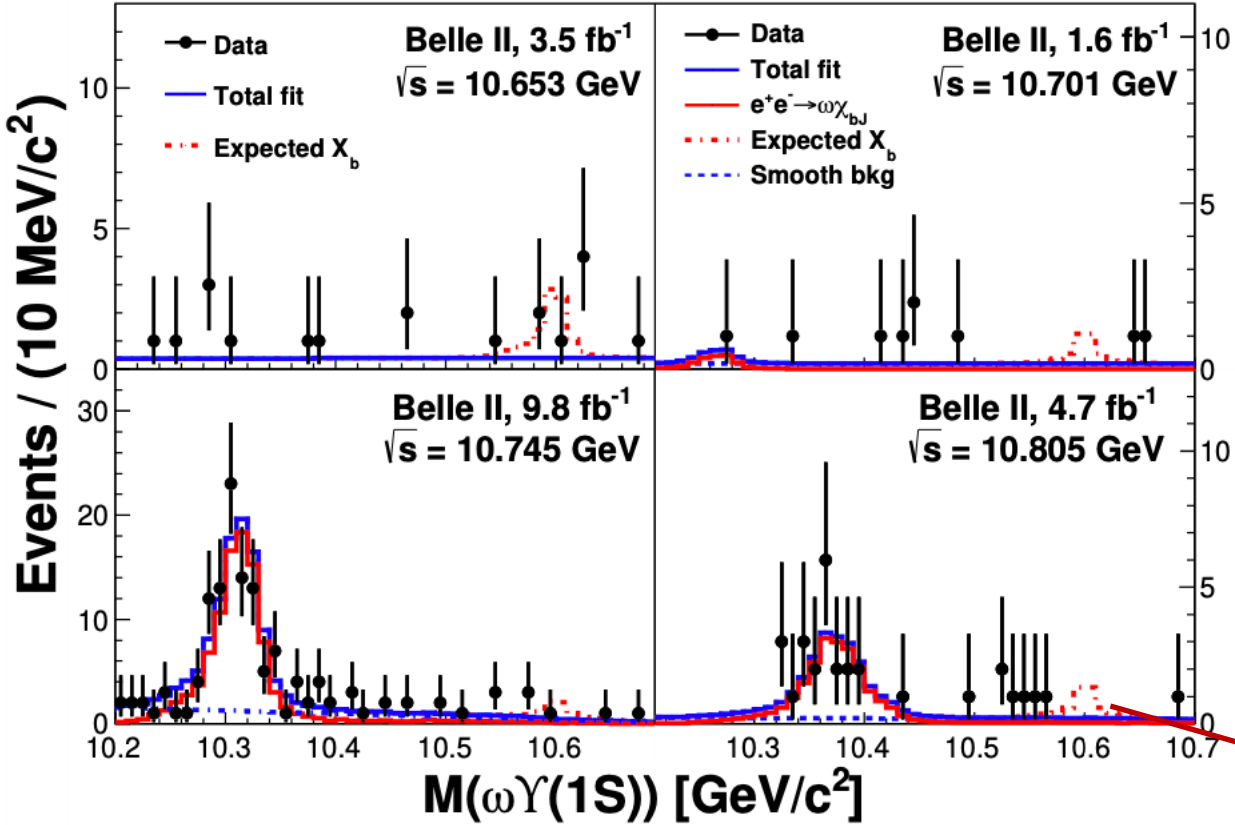 Events / (10 MeV/c²)
Data
Total fit
Expected X_b
Belle II, 3.5 fb⁻¹
√s = 10.653 GeV
10
5
0
Data
Total fit
e⁺e⁻→ωχ_bJ
Expected X_b
Smooth bkg
Belle II, 1.6 fb⁻¹
√s = 10.701 GeV
10
5
0
Belle II, 9.8 fb⁻¹
√s = 10.745 GeV
30
20
10
0
Belle II, 4.7 fb⁻¹
√s = 10.805 GeV
10
5
0
10.2 10.3 10.4 10.5 10.6
10.3 10.4 10.5 10.6 10.7
M(ωΥ(1S)) [GeV/c²]